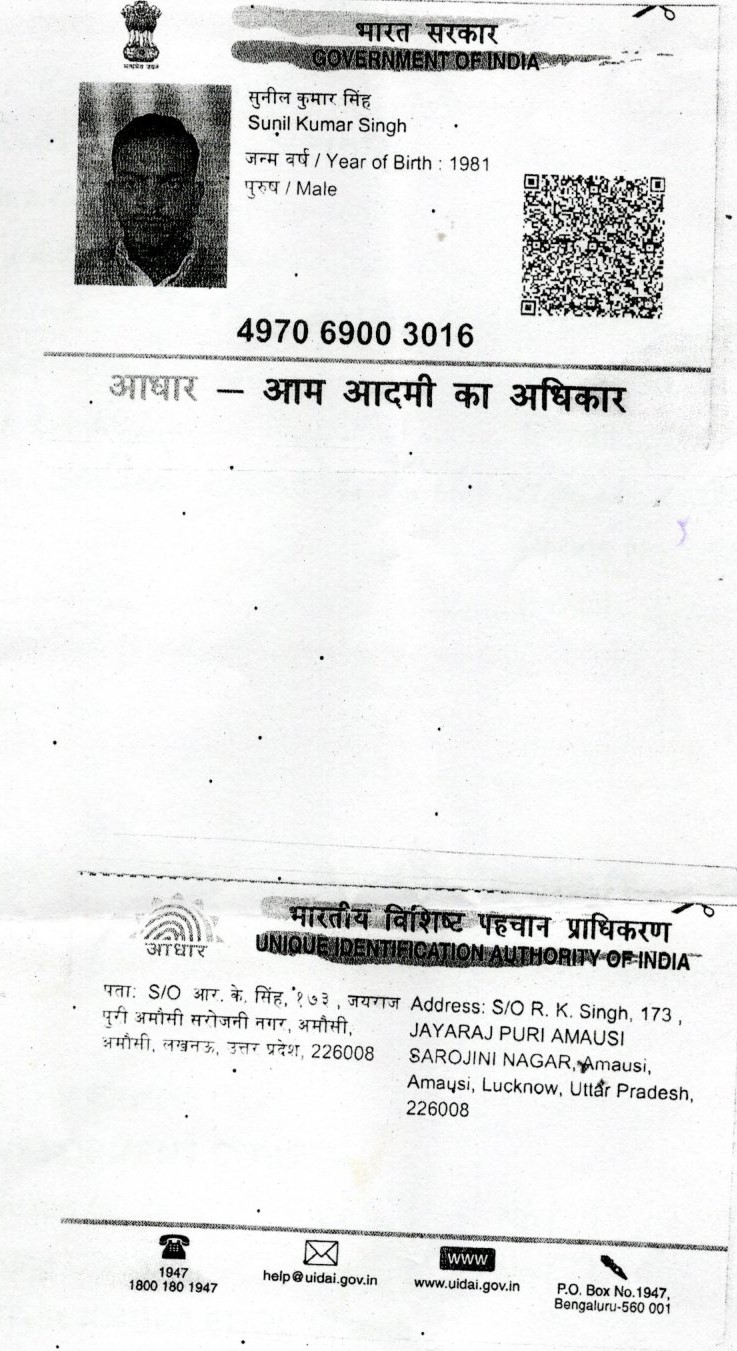 भारत सरकार
GOVERNMENT OF INDIA
सुनील कुमार सिंह
Sunil Kumar Singh
जन्म वर्ष / Year of Birth : 1981
पुरुष / Male
4970 6900 3016
आधार – आम आदमी का अधिकार
भारतीय विशिष्ट पहचान प्राधिकरण
UNIQUE IDENTIFICATION AUTHORITY OF INDIA
आधार
पता: S/O आर. के. सिंह, १७३ , जयराज
पुरी अमौसी सरोजनी नगर, अमौसी,
अमौसी, लखनऊ, उत्तर प्रदेश, 226008
Address: S/O R. K. Singh, 173 ,
JAYARAJ PURI AMAUSI
SAROJINI NAGAR, Amausi,
Amausi, Lucknow, Uttar Pradesh,
226008
1947
1800 180 1947
help@uidai.gov.in
www
www.uidai.gov.in
P.O. Box No.1947,
Bengaluru-560 001